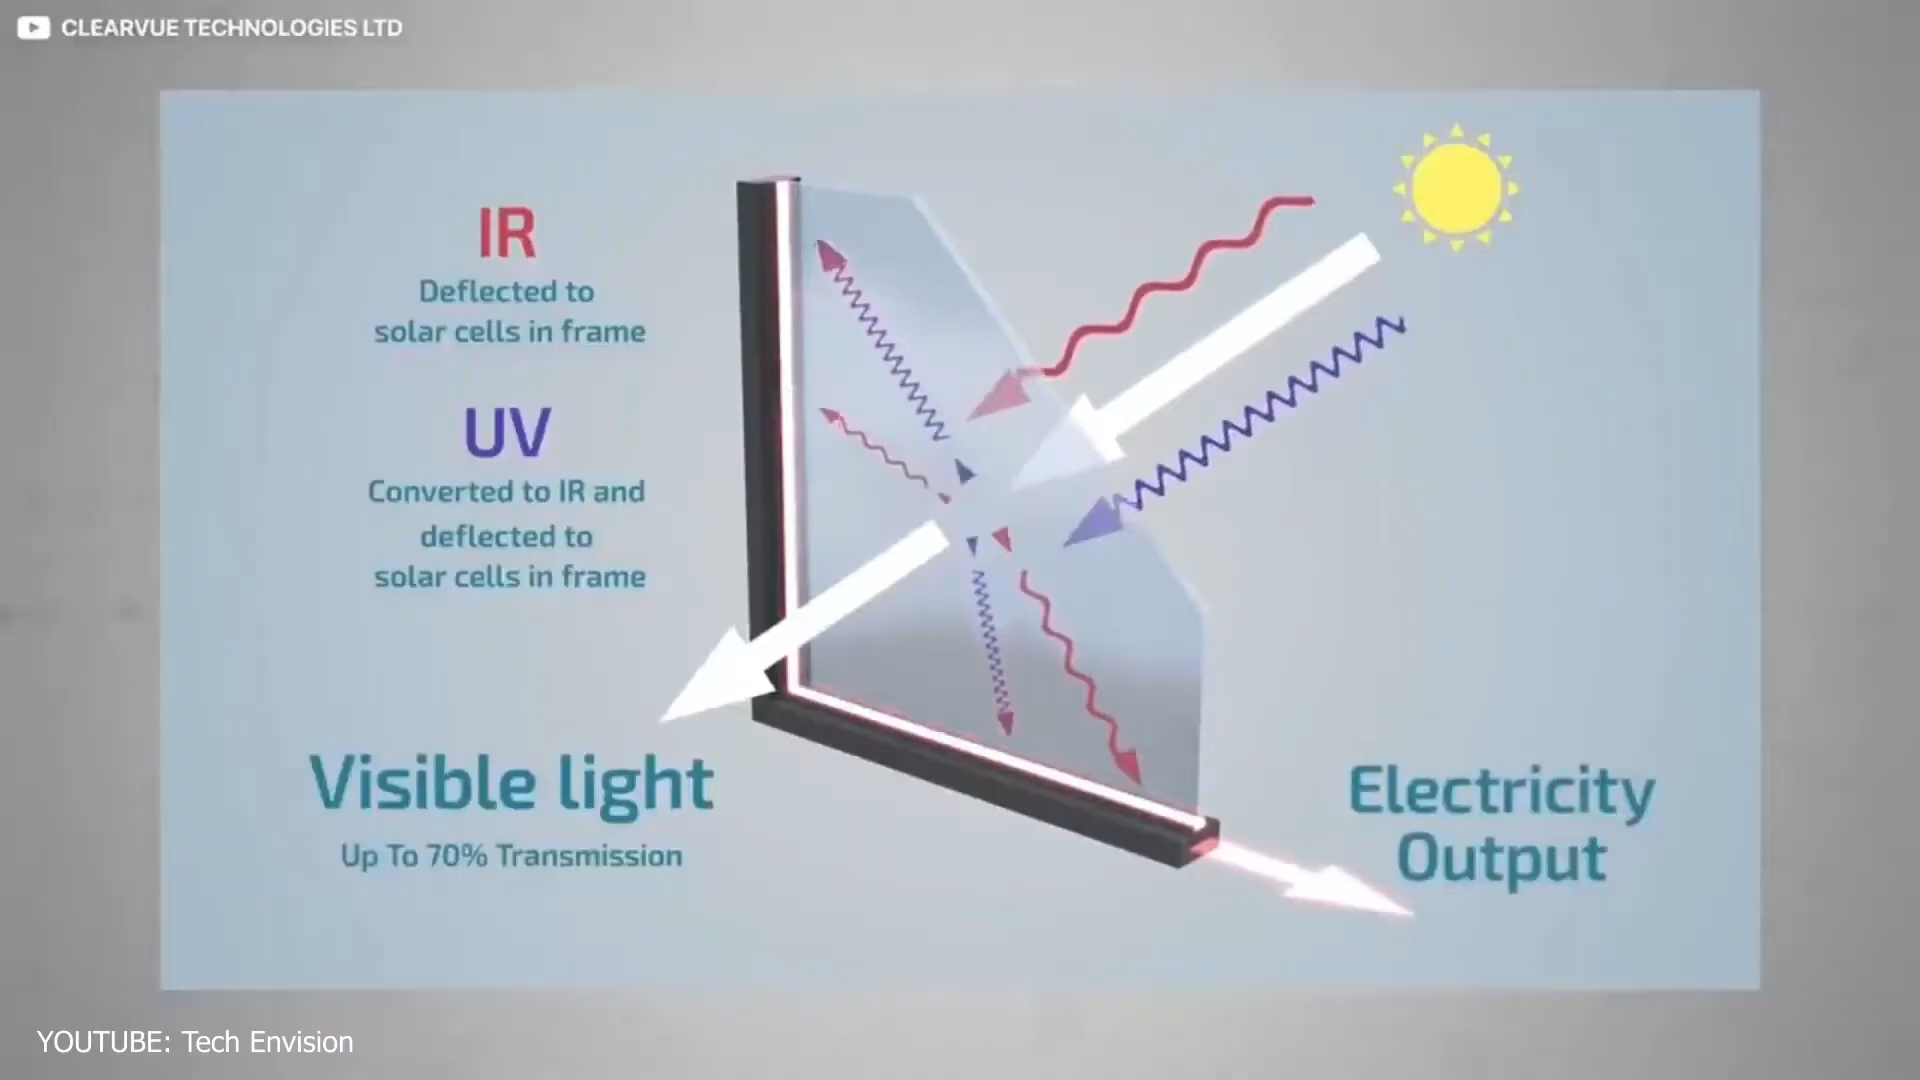 CLEARVUE TECHNOLOGIES LTD
IR
Deflected to
solar cells in frame
UV
Converted to IR and
deflected to
solar cells in frame
Visible light
Up To 70% Transmission
Electricity
Output
YOUTUBE: Tech Envision